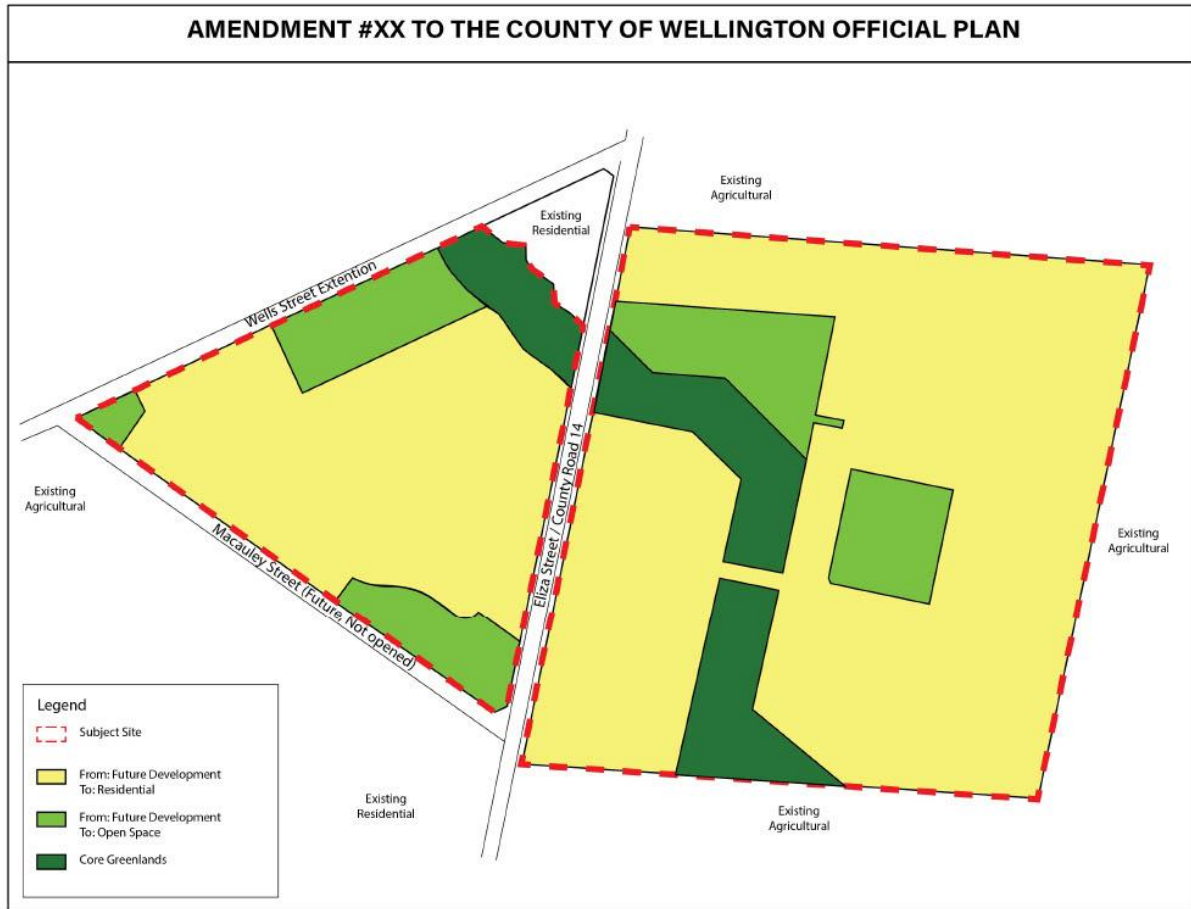 AMENDMENT #XX TO THE COUNTY OF WELLINGTON OFFICIAL PLAN
Existing
Agricultural
Existing
Residential
Wells Street Extention
Eliza Street / County Road 14
Existing
Agricultural
Existing
Agricultural
Macauley Street (Future, Not opened)
Existing
Residential
Existing
Agricultural
Legend
Subject Site
From: Future Development
To: Residential
From: Future Development
To: Open Space
Core Greenlands